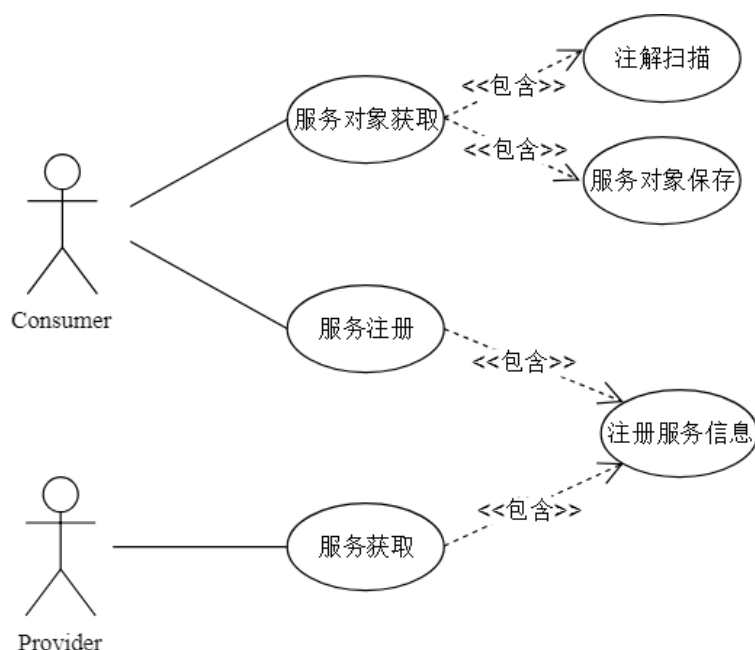 注解扫描
<<包含>>
服务对象获取
<<包含>>
服务对象保存
Consumer
服务注册
<<包含>>
注册服务信息
<<包含>>
服务获取
Provider